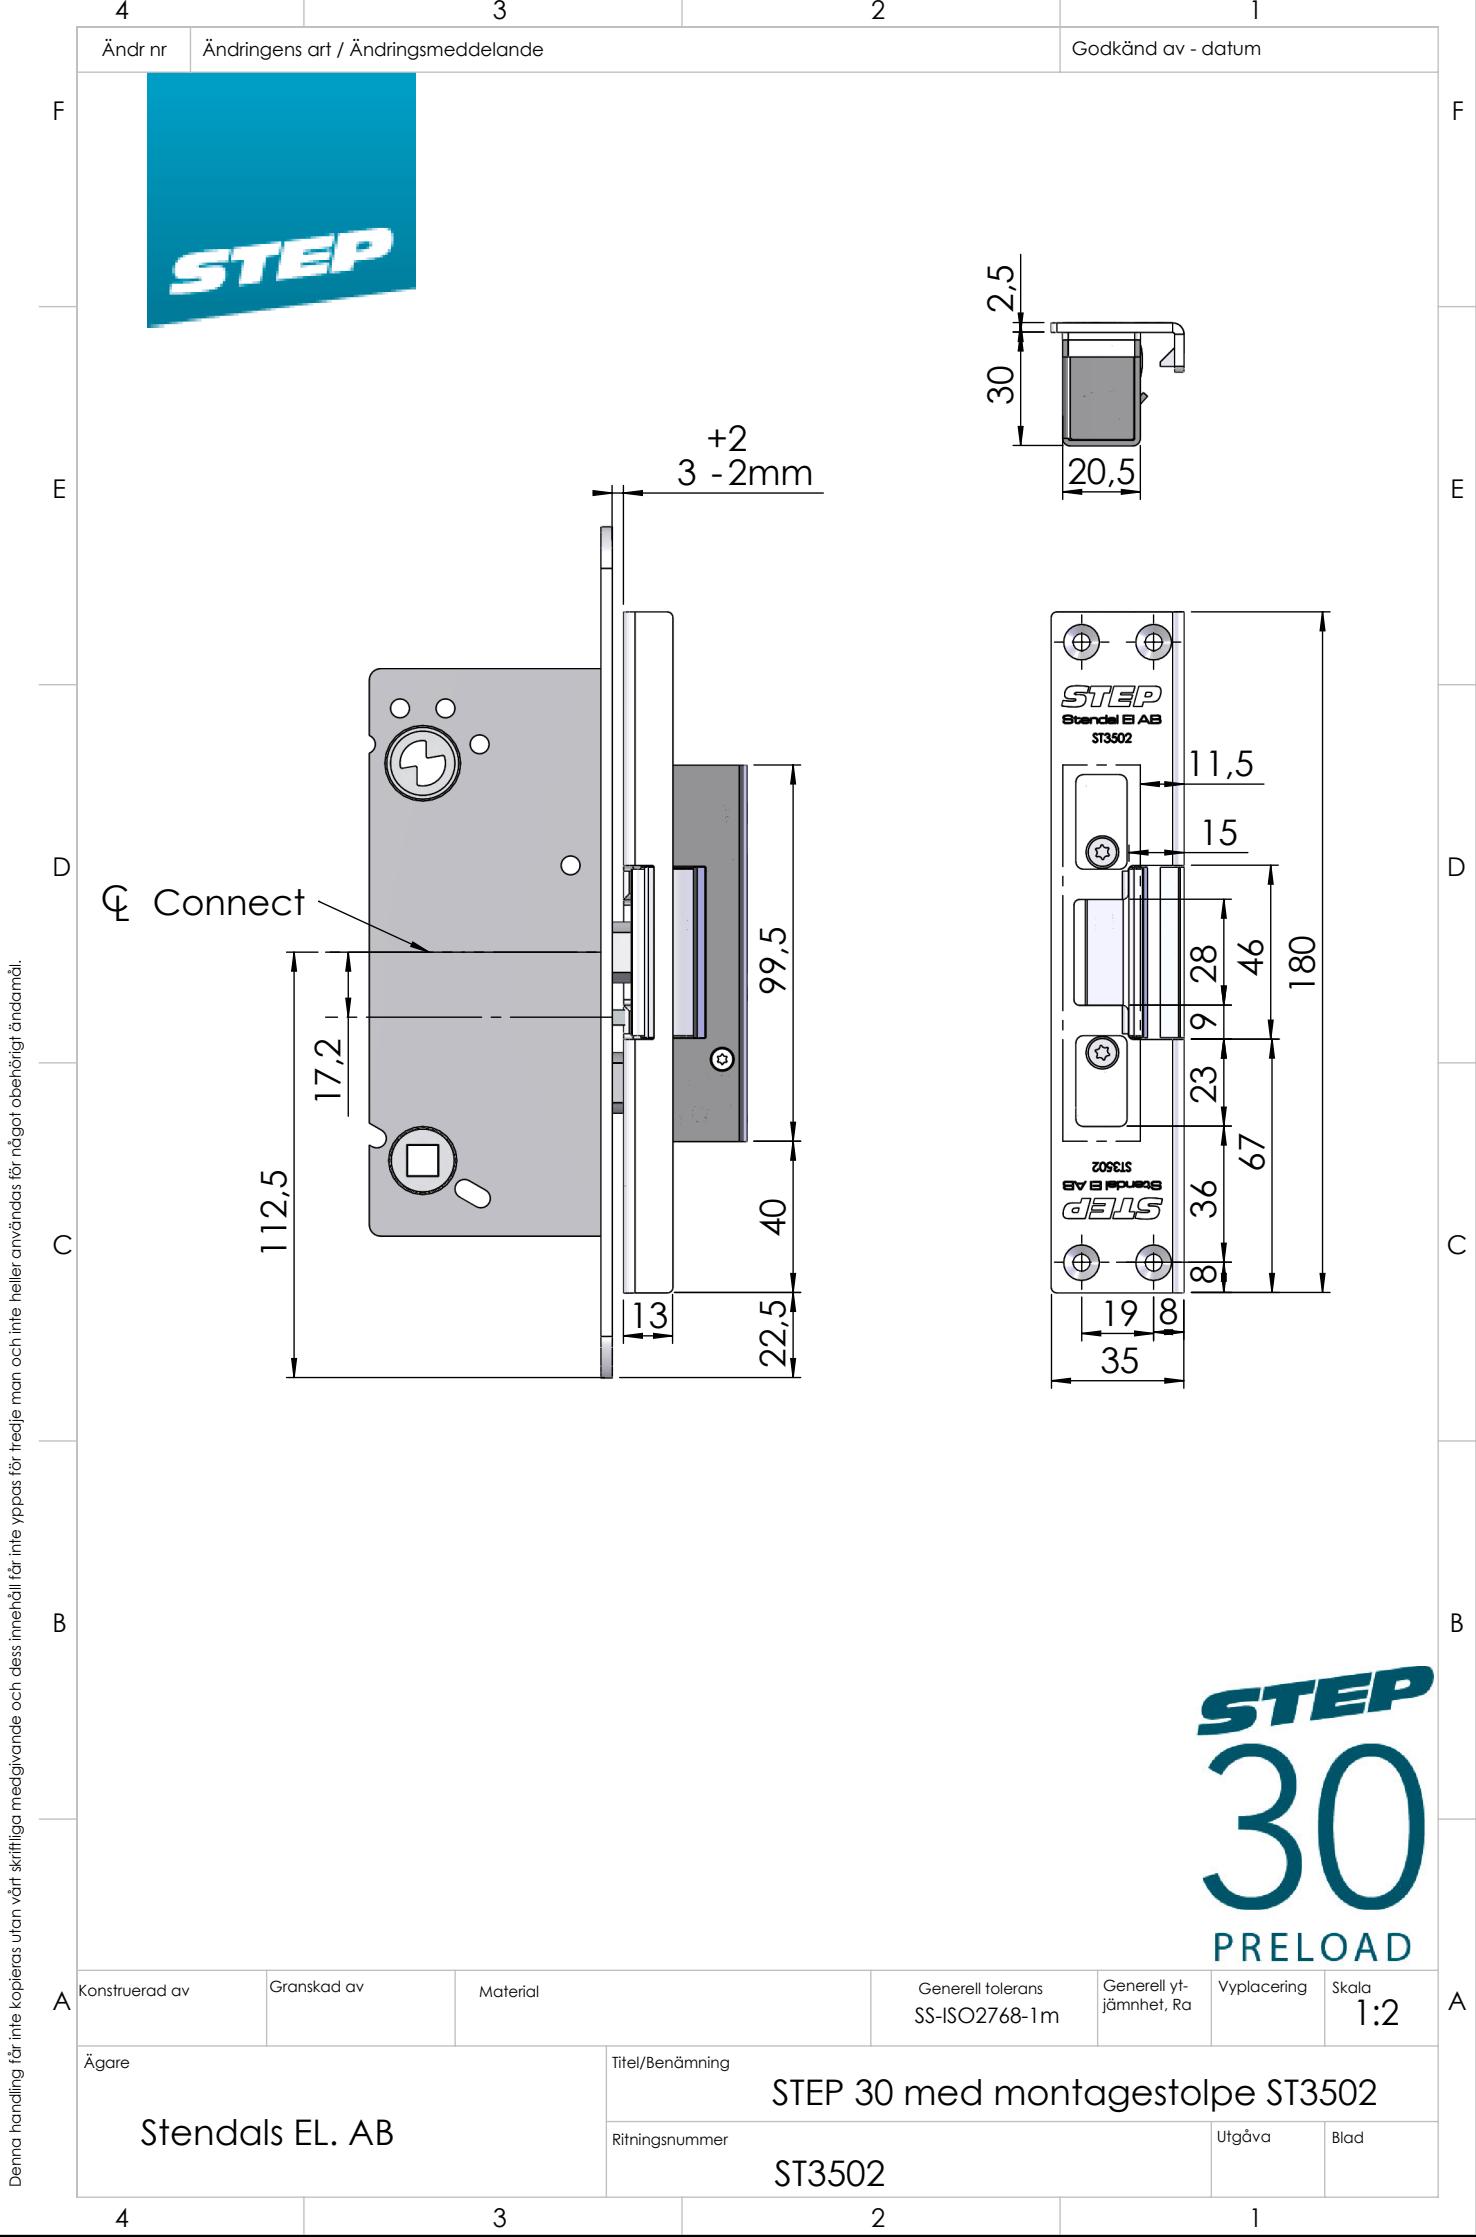 4 3 2 1
Ändr nr Ändringens art / Ändringsmeddelande Godkänd av - datum
F F
STEP
2,5
30
20,5
+2
3 -2mm
E E
STEP
Stendal El AB
ST3502
11,5
15
D D
℄ Connect
99,5
28
46
180
9
17,2
23
67
112,5
40
36
ST3502
Stendal El AB
STEP
C C
8
13
22,5
19 8
35
B B
STEP
30
PRELOAD
Denna handling får inte kopieras utan vårt skriftliga medgivande och dess innehåll får inte yppas för tredje man och inte heller användas för något obehörigt ändamål.
A A
Konstruerad av Granskad av Material Generell tolerans Generell yt- Vyplacering Skala
SS-ISO2768-1m jämnhet, Ra 1:2
Ägare Titel/Benämning
STEP 30 med montagestolpe ST3502
Stendals EL. AB
Ritningsnummer Utgåva Blad
ST3502
4 3 2 1